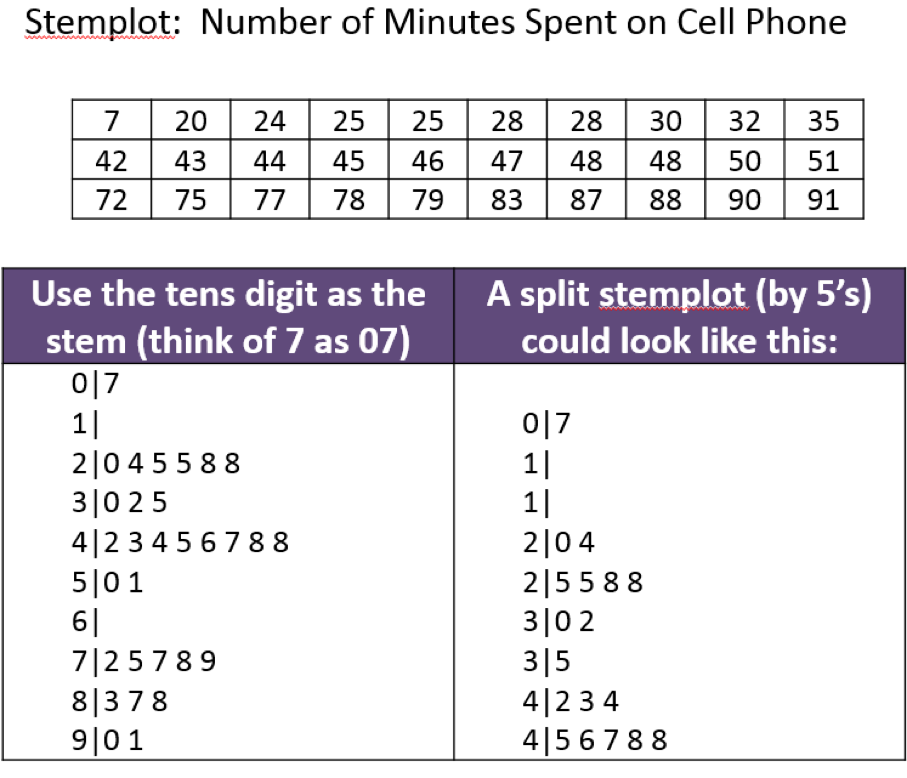 Stemplot: Number of Minutes Spent on Cell Phone
7 20 24 25 25 28 28 30 32 35
42 43 44 45 46 47 48 48 50 51
72 75 77 78 79 83 87 88 90 91
Use the tens digit as the
stem (think of 7 as 07)
0|7
1|
2|0 4 5 5 8 8
3|0 2 5
4|2 3 4 5 6 7 8 8
5|0 1
6|
7|2 5 7 8 9
8|3 7 8
9|0 1
A split stemplot (by 5’s)
could look like this:
0|7
1|
1|
2|0 4
2|5 5 8 8
3|0 2
3|5
4|2 3 4
4|5 6 7 8 8